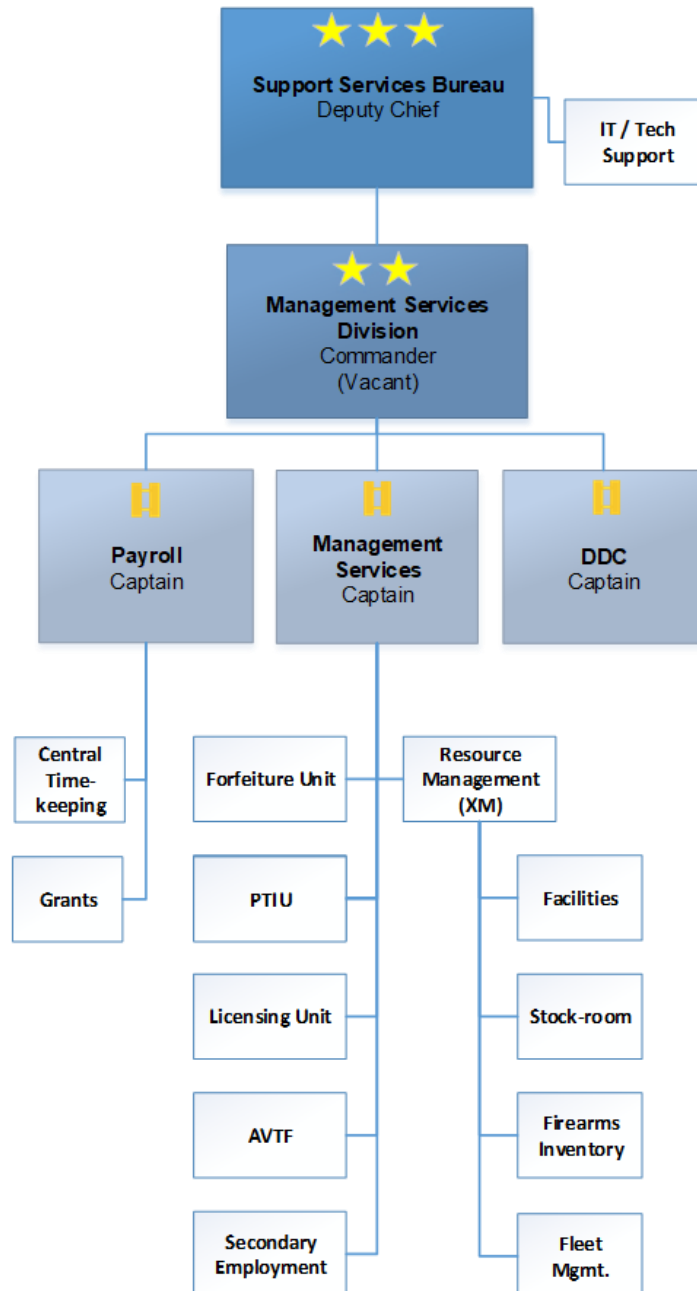 Support Services Bureau
Deputy Chief
IT / Tech
Support
Management Services
Division
Commander
(Vacant)
Payroll
Captain
Management
Services
Captain
DDC
Captain
Central
Time-
keeping
Grants
Forfeiture Unit
PTIU
Licensing Unit
AVTF
Secondary
Employment
Resource
Management
(XM)
Facilities
Stock-room
Firearms
Inventory
Fleet
Mgmt.